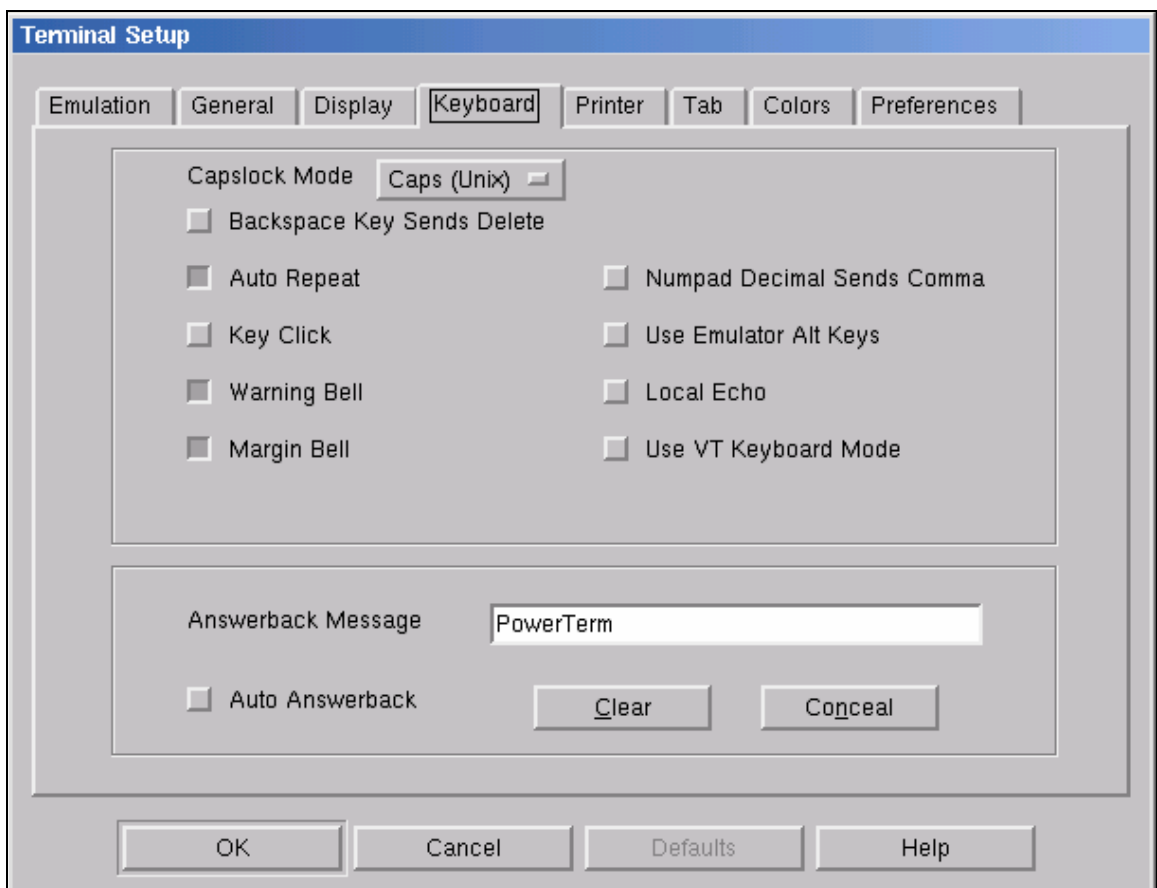 Terminal Setup
Emulation General Display Keyboard Printer Tab Colors Preferences
Capslock Mode Caps (Unix)
Backspace Key Sends Delete
Auto Repeat Numpad Decimal Sends Comma
Key Click Use Emulator Alt Keys
Warning Bell Local Echo
Margin Bell Use VT Keyboard Mode
Answerback Message PowerTerm
Auto Answerback Clear Conceal
OK Cancel Defaults Help